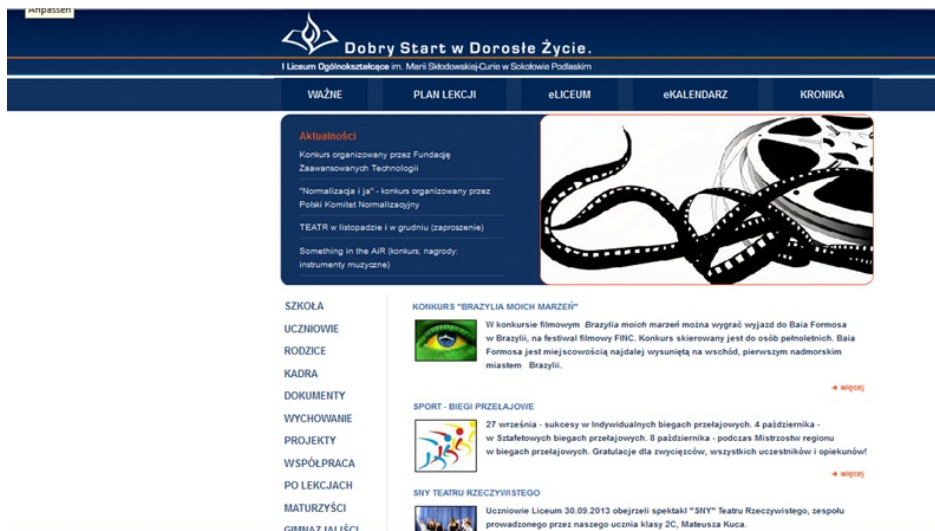 Anpassen
Dobry Start w Dorosłe Życie.
I Liceum Ogólnokształcące im. Marii Skłodowskiej-Curie w Sokołowie Podlaskim
WAŻNE
PLAN LEKCJI
eLICEUM
eKALENDARZ
KRONIKA
Aktualności
Konkurs organizowany przez Fundację
Zaawansowanych Technologii
"Normalizacja i ja" - konkurs organizowany przez
Polski Komitet Normalizacyjny
TEATR w listopadzie i w grudniu (zaproszenie)
Something in the AiR (konkurs; nagrody:
instrumenty muzyczne)
SZKOŁA
UCZNIOWIE
RODZICE
KADRA
DOKUMENTY
WYCHOWANIE
PROJEKTY
WSPÓŁPRACA
PO LEKCJACH
MATURZYŚCI
GIMNAZJALIŚCI
KONKURS "BRAZYLIA MOICH MARZEŃ"
W konkursie filmowym Brazylia moich marzeń można wygrać wyjazd do Baia Formosa
w Brazylii, na festiwal filmowy FINC. Konkurs skierowany jest do osób pełnoletnich. Baia
Formosa jest miejscowością najdalej wysuniętą na wschód, pierwszym nadmorskim
miastem Brazylii.
więcej
SPORT - BIEGI PRZEŁAJOWE
27 września - sukcesy w Indywidualnych biegach przełajowych. 4 października -
w Sztafetowych biegach przełajowych. 8 października - podczas Mistrzostw regionu
w biegach przełajowych. Gratulacje dla zwycięzców, wszystkich uczestników i opiekunów!
więcej
SNY TEATRU RZECZYWISTEGO
Uczniowie Liceum 30.09.2013 obejrzeli spektakl "SNY" Teatru Rzeczywistego, zespołu
prowadzonego przez naszego ucznia klasy 2C, Mateusza Kuca.